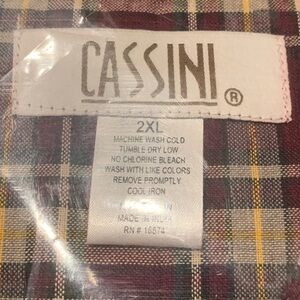 CASSINI ®
2XL
MACHINE WASH COLD
TUMBLE DRY LOW
NO CHLORINE BLEACH
WASH WITH LIKE COLORS
REMOVE PROMPTLY
COOL IRON
MADE IN INDIA
RN # 16874